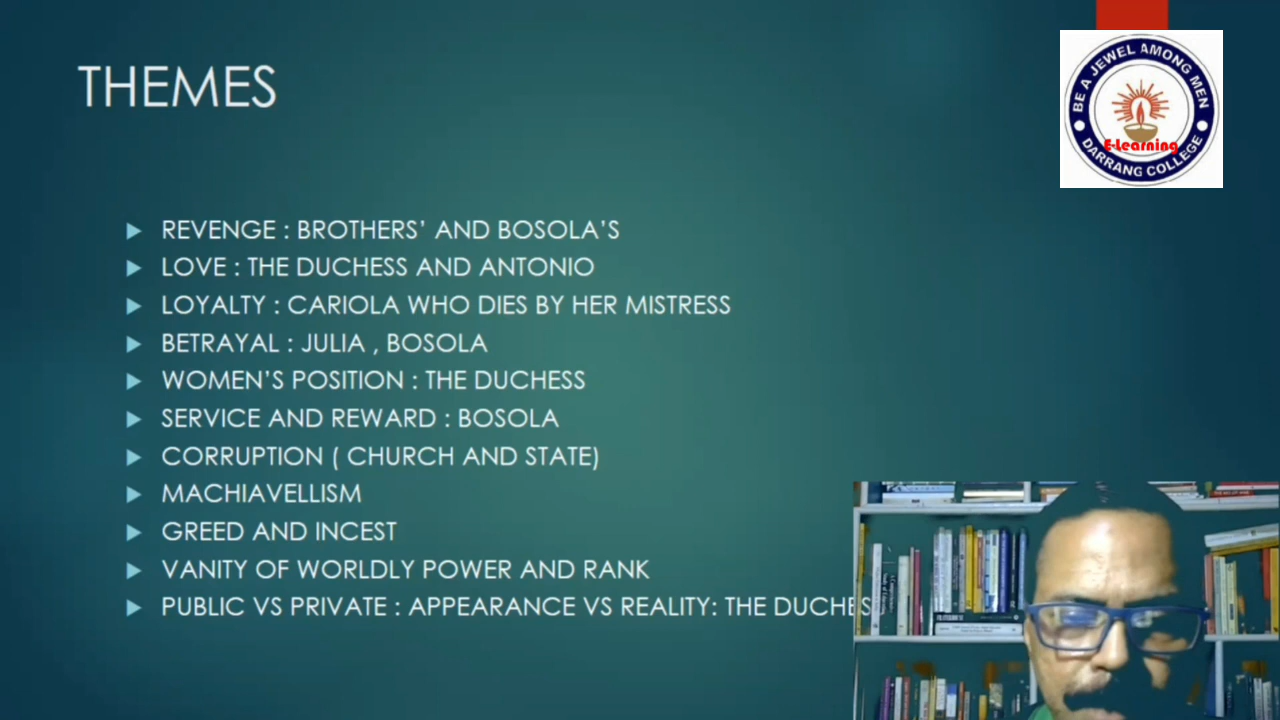 THEMES
BE A JEWEL AMONG MEN
E-Learning
DARRANG COLLEGE
REVENGE : BROTHERS’ AND BOSOLA’S
LOVE : THE DUCHESS AND ANTONIO
LOYALTY : CARIOLA WHO DIES BY HER MISTRESS
BETRAYAL : JULIA , BOSOLA
WOMEN’S POSITION : THE DUCHESS
SERVICE AND REWARD : BOSOLA
CORRUPTION ( CHURCH AND STATE)
MACHIAVELLISM
GREED AND INCEST
VANITY OF WORLDLY POWER AND RANK
PUBLIC VS PRIVATE : APPEARANCE VS REALITY: THE DUCHES